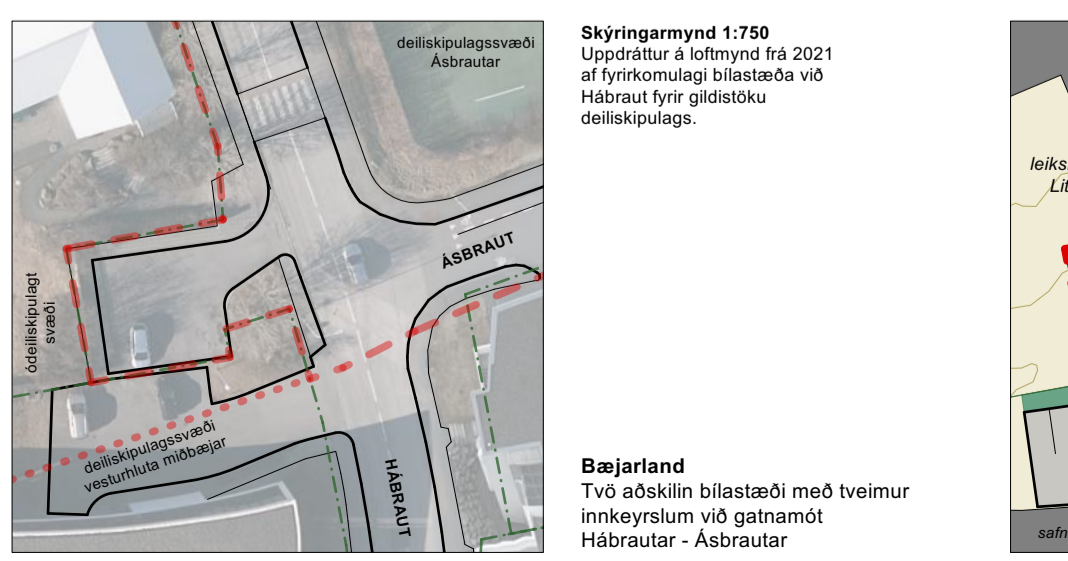 deiliskipulagssvæði
Ásbrautar
ÁSBRAUT
ódeiliskipulagt
svæði
deiliskipulagssvæði
vesturhluta miðbæjar
HÁBRAUT
Skýringarmynd 1:750
Uppdráttur á loftmynd frá 2021
af fyrirkomulagi bílastæða við
Hábraut fyrir gildistöku
deiliskipulags.
Bæjarland
Tvö aðskilin bílastæði með tveimur
innkeyrslum við gatnamót
Hábrautar - Ásbrautar